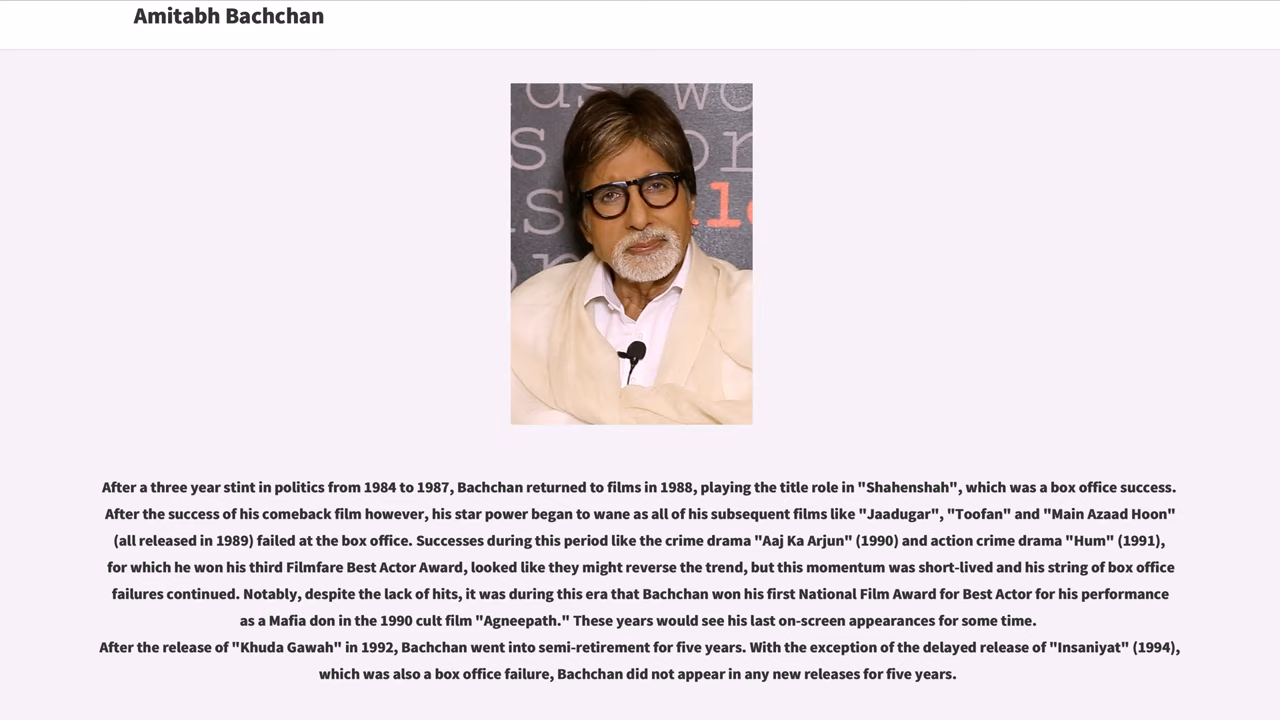 Amitabh Bachchan
After a three year stint in politics from 1984 to 1987, Bachchan returned to films in 1988, playing the title role in "Shahenshah", which was a box office success.
After the success of his comeback film however, his star power began to wane as all of his subsequent films like "Jaadugar", "Toofan" and "Main Azaad Hoon"
(all released in 1989) failed at the box office. Successes during this period like the crime drama "Aaj Ka Arjun" (1990) and action crime drama "Hum" (1991),
for which he won his third Filmfare Best Actor Award, looked like they might reverse the trend, but this momentum was short-lived and his string of box office
failures continued. Notably, despite the lack of hits, it was during this era that Bachchan won his first National Film Award for Best Actor for his performance
as a Mafia don in the 1990 cult film "Agneepath." These years would see his last on-screen appearances for some time.
After the release of "Khuda Gawah" in 1992, Bachchan went into semi-retirement for five years. With the exception of the delayed release of "Insaniyat" (1994),
which was also a box office failure, Bachchan did not appear in any new releases for five years.